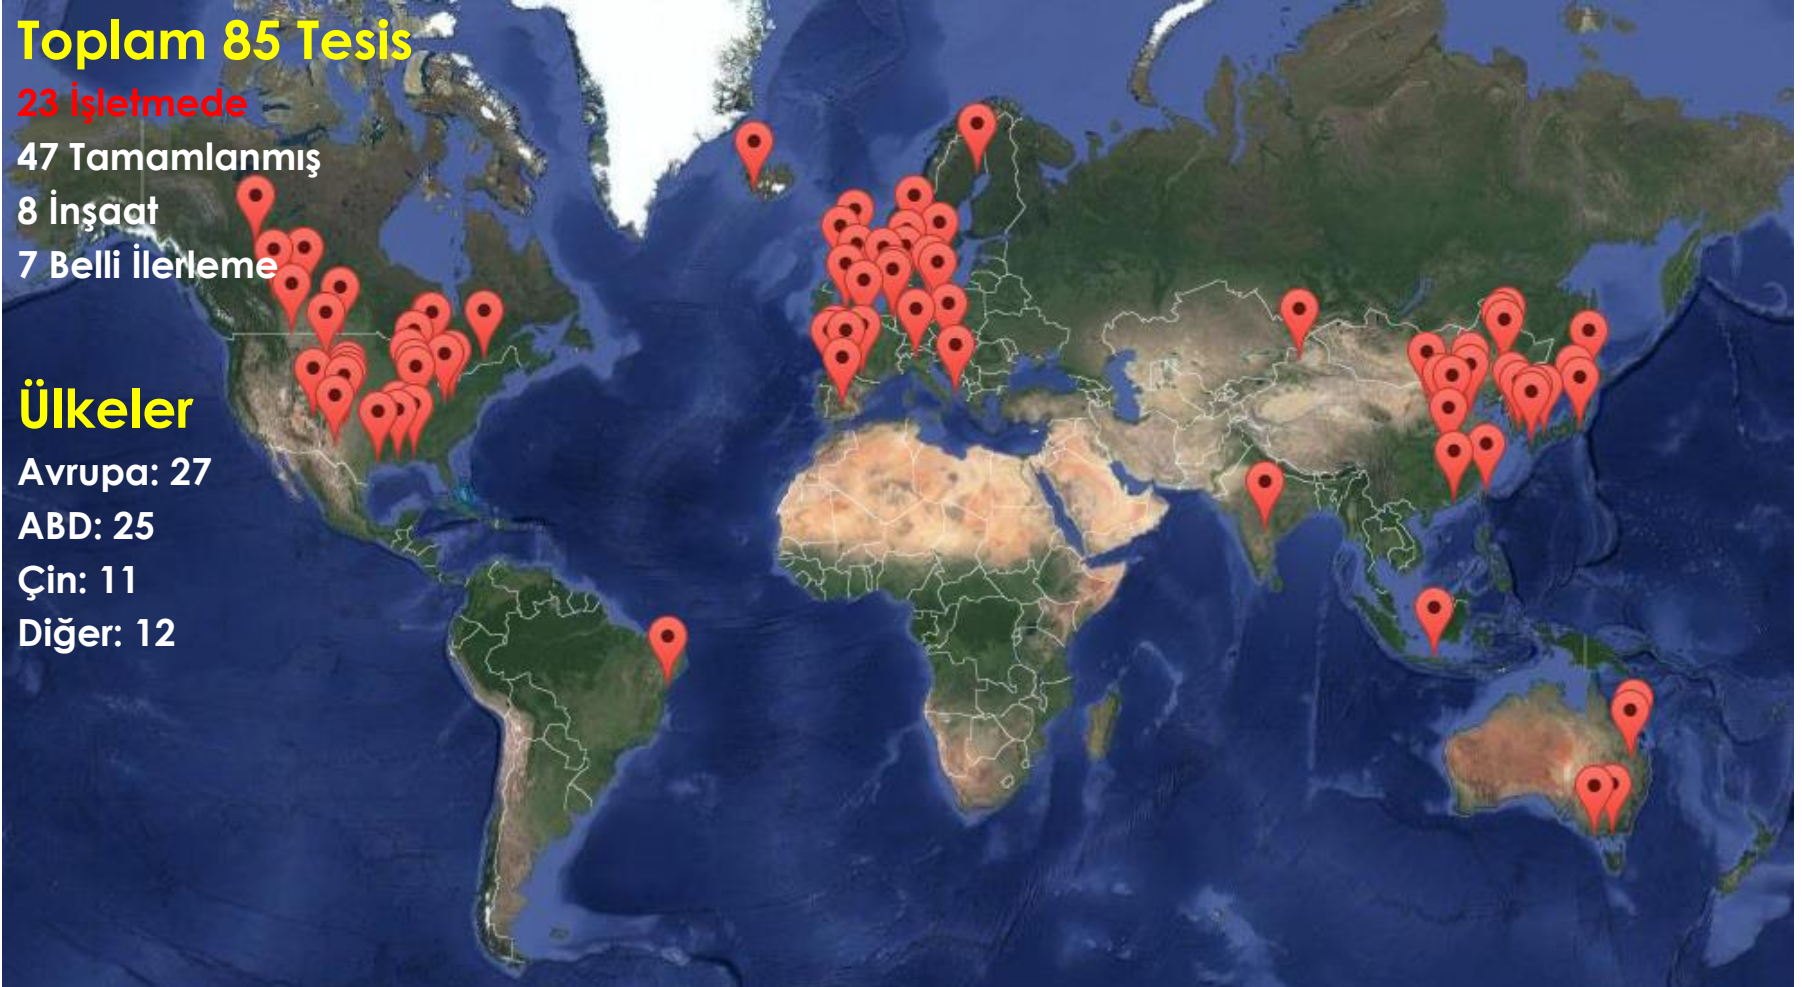 Toplam 85 Tesis
23 İşletmede
47 Tamamlanmış
8 İnşaat
7 Belli İlerleme
Ülkeler
Avrupa: 27
ABD: 25
Çin: 11
Diğer: 12